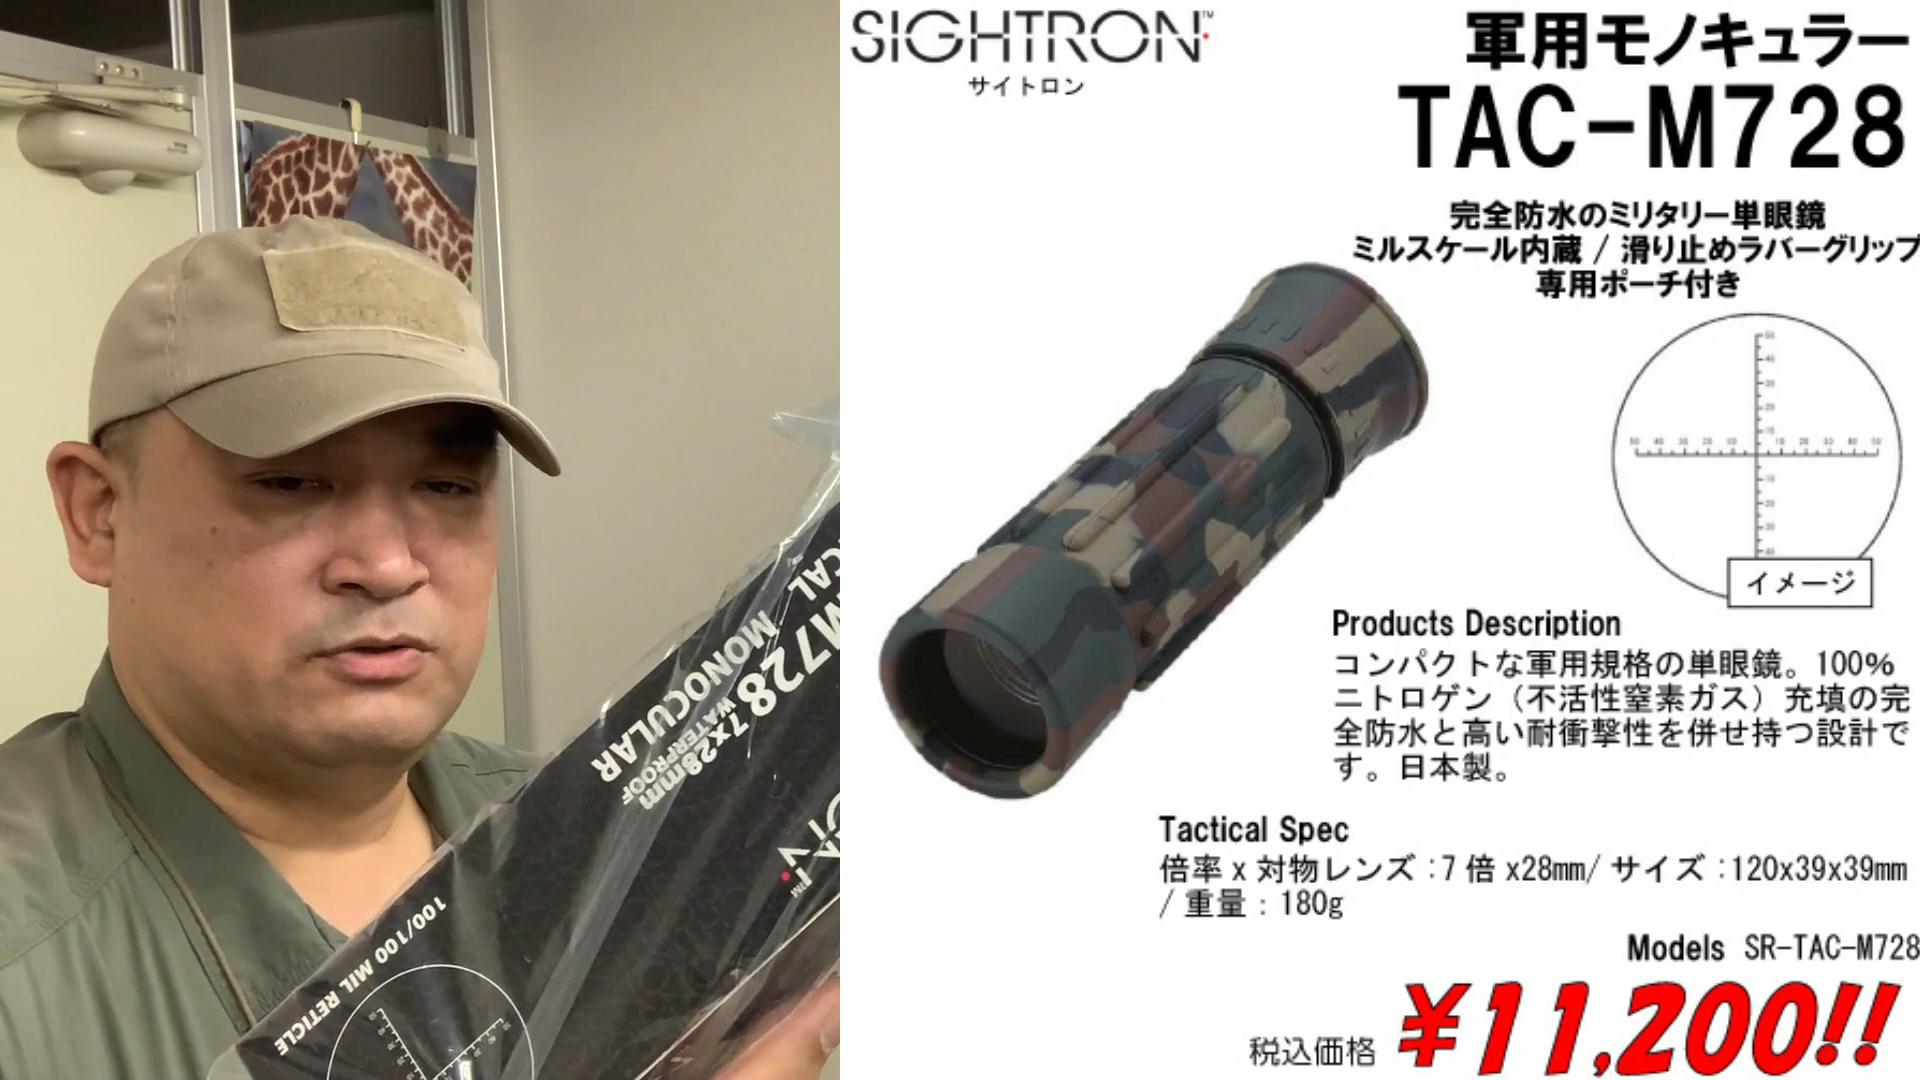 SIGHTRON™
サイトロン
軍用モノキュラー
TAC-M728
完全防水のミリタリー単眼鏡
ミルスケール内蔵 / 滑り止めラバーグリップ
専用ポーチ付き
イメージ
Products Description
コンパクトな軍用規格の単眼鏡。100%
ニトロゲン（不活性窒素ガス）充填の完
全防水と高い耐衝撃性を併せ持つ設計で
す。日本製。
Tactical Spec
倍率 x 対物レンズ :7 倍 x28mm/ サイズ :120x39x39mm
/ 重量 : 180g
Models SR-TAC-M728
税込価格 ¥11,200!!
CAL MONOCULAR
M728
7x28mm
WATERPROOF
100/100 MIL RETICLE